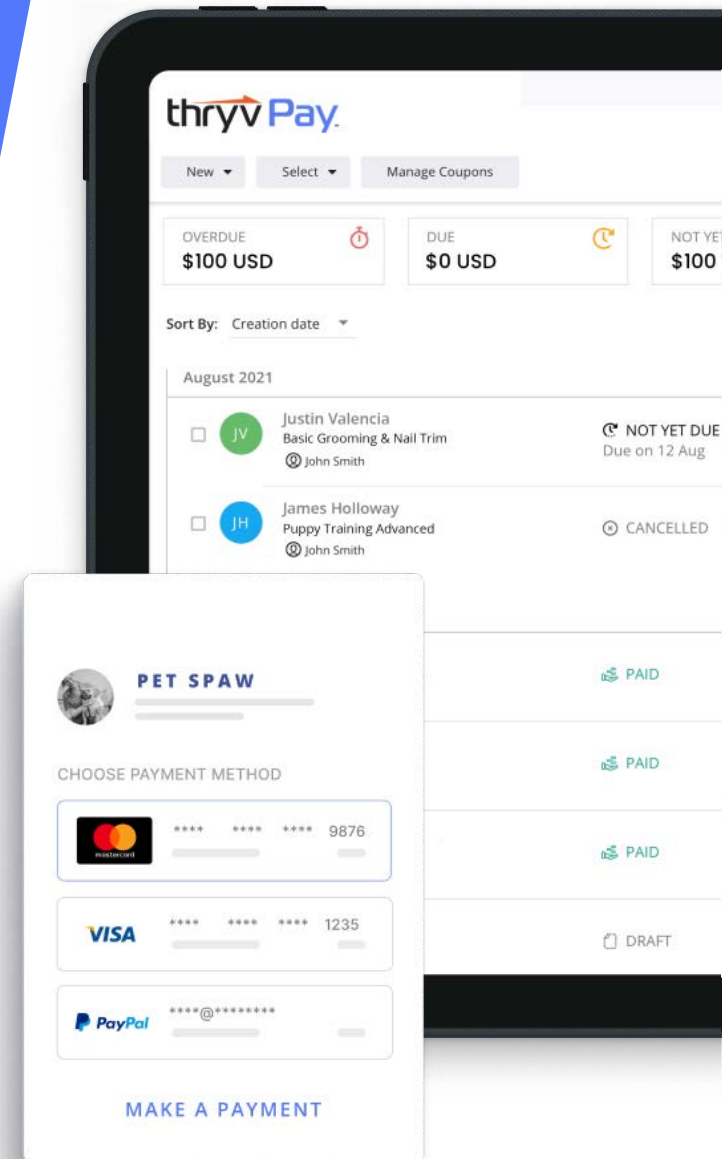 thryv Pay™
New Select Manage Coupons
OVERDUE
$100 USD
DUE
$0 USD
NOT YET
$100
Sort By: Creation date
August 2021
JV
Justin Valencia
Basic Grooming & Nail Trim
John Smith
NOT YET DUE
Due on 12 Aug
JH
James Holloway
Puppy Training Advanced
John Smith
CANCELLED
PAID
PAID
PAID
DRAFT
PET SPAW
CHOOSE PAYMENT METHOD
mastercard
**** **** **** 9876
VISA
**** **** **** 1235
PayPal
****@********
MAKE A PAYMENT